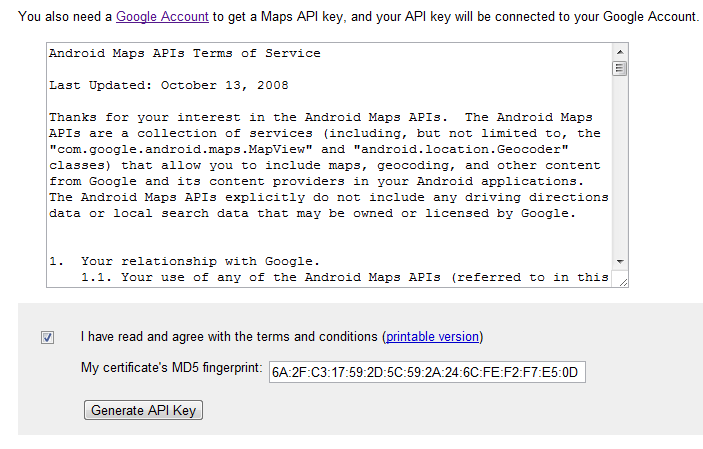 You also need a Google Account to get a Maps API key, and your API key will be connected to your Google Account.
Android Maps APIs Terms of Service
Last Updated: October 13, 2008
Thanks for your interest in the Android Maps APIs.  The Android Maps
APIs are a collection of services (including, but not limited to, the
"com.google.android.maps.MapView" and "android.location.Geocoder"
classes) that allow you to include maps, geocoding, and other content
from Google and its content providers in your Android applications.
The Android Maps APIs explicitly do not include any driving directions
data or local search data that may be owned or licensed by Google.
1.  Your relationship with Google.
1.1. Your use of any of the Android Maps APIs (referred to in this
I have read and agree with the terms and conditions (printable version)
My certificate's MD5 fingerprint: 6A:2F:C3:17:59:2D:5C:59:2A:24:6C:FE:F2:F7:E5:0D
Generate API Key